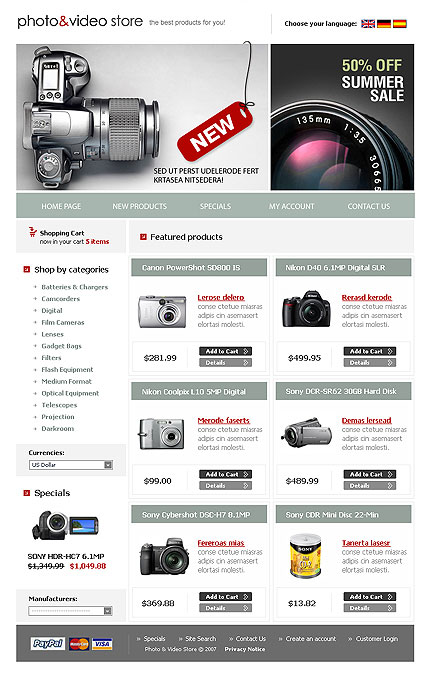 photo&video store the best products for you!
Choose your language:
50% OFF
SUMMER
SALE
135mm 1:35
NEW
SED UT PERST UDELERODE FERT
KRTASEA NITSEDERA!
HOME PAGE NEW PRODUCTS SPECIALS MY ACCOUNT CONTACT US
Shopping Cart
now in your cart 5 items
Featured products
Shop by categories
+ Batteries & Chargers
+ Camcorders
+ Digital
+ Film Cameras
+ Lenses
+ Gadget Bags
+ Filters
+ Flash Equipment
+ Medium Format
+ Optical Equipment
+ Telescopes
+ Projection
+ Darkroom
Currencies:
US Dollar
Specials
SONY HDR-HC7 6.1MP
$1,349.99 $1,049.88
Manufacturers:
Canon PowerShot SD800 IS
Lerose delero
conse ctetue miasras
adipis cin asemasert
elortasi molesti.
$281.99
Add to Cart
Details
Nikon D40 6.1MP Digital SLR
Rerasd kerode
conse ctetue miasras
adipis cin asemasert
elortasi molesti.
$499.95
Add to Cart
Details
Nikon Coolpix L10 5MP Digital
Merode faserts
conse ctetue miasras
adipis cin asemasert
elortasi molesti.
$99.00
Add to Cart
Details
Sony DCR-SR62 30GB Hard Disk
Demas lersead
conse ctetue miasras
adipis cin asemasert
elortasi molesti.
$489.99
Add to Cart
Details
Sony Cybershot DSC-H7 8.1MP
Fereroas mias
conse ctetue miasras
adipis cin asemasert
elortasi molesti.
$369.88
Add to Cart
Details
Sony CDR Mini Disc 22-Min
SONY
Tanerta lasesr
conse ctetue miasras
adipis cin asemasert
elortasi molesti.
$13.82
Add to Cart
Details
PayPal VISA
» Specials » Site Search » Contact Us » Create an account » Customer Login
Photo & Video Store © 2007 Privacy Notice